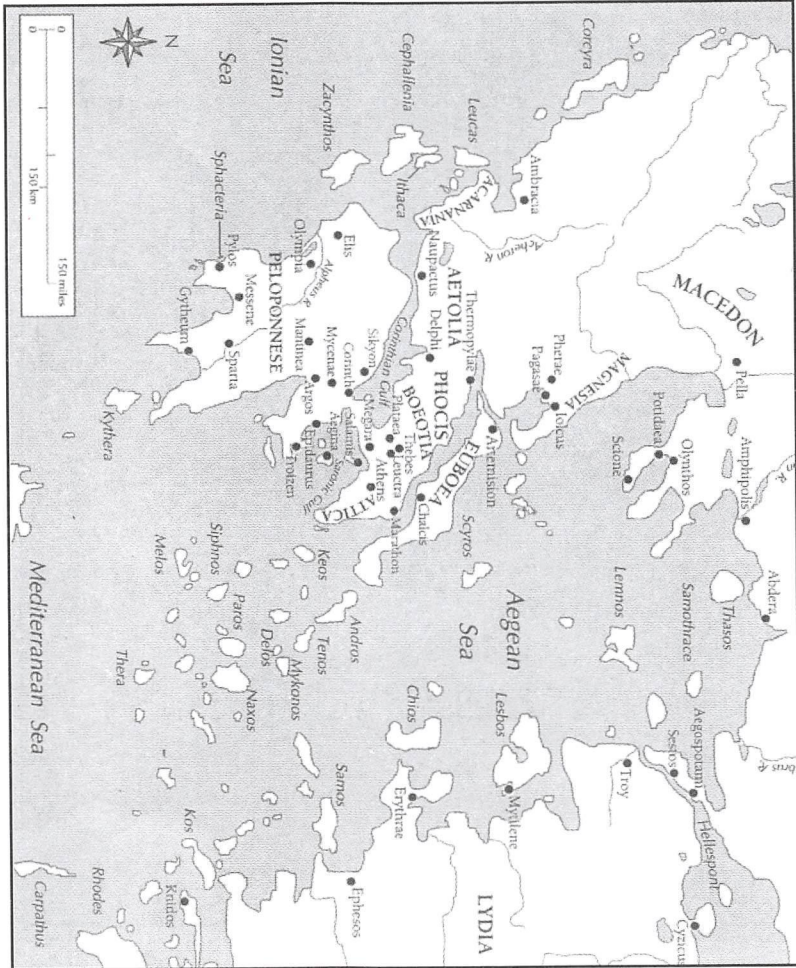 Abdera
Amphipolis
MACEDON
Pella
Thasos
Samothrace
Aegospotami
Sestos
Hellespont
Cyzicus
Olynthos
Potidaea
Scione
Lemnos
Troy
Corcyra
MAGNESIA
Pherae
Pagasae
Iolcus
Ambracia
Acheron R
Leucas
ACARNANIA
AETOLIA
Thermopylae
Artemision
Scyros
Aegean
Sea
Lesbos
Mytilene
LYDIA
Cephallenia
Ithaca
Naupactus
Delphi
PHOCIS
BOEOTIA
EUBOEA
Chalcis
Thebes
Plataea
Leuctra
Marathon
Athens
ATTICA
Chios
Erythrae
Corinthian Gulf
Sikyon
Megara
Corinth
Salamis
Zacynthos
Elis
Olympia
Alpheus R
Mycenae
Mantinea
Argos
Aegina
Epidaurus
Saronic Gulf
Troizen
Andros
Tenos
Keos
Samos
Ephesos
Ionian
Sea
PELOPONNESE
Mykonos
Delos
Sphacteria
Pylos
Messene
Sparta
Gytheum
Siphnos
Paros
Naxos
Melos
Kos
Knidos
Kythera
Thera
Rhodes
Mediterranean Sea
Carpathus
N
0
150 miles
0
150 km